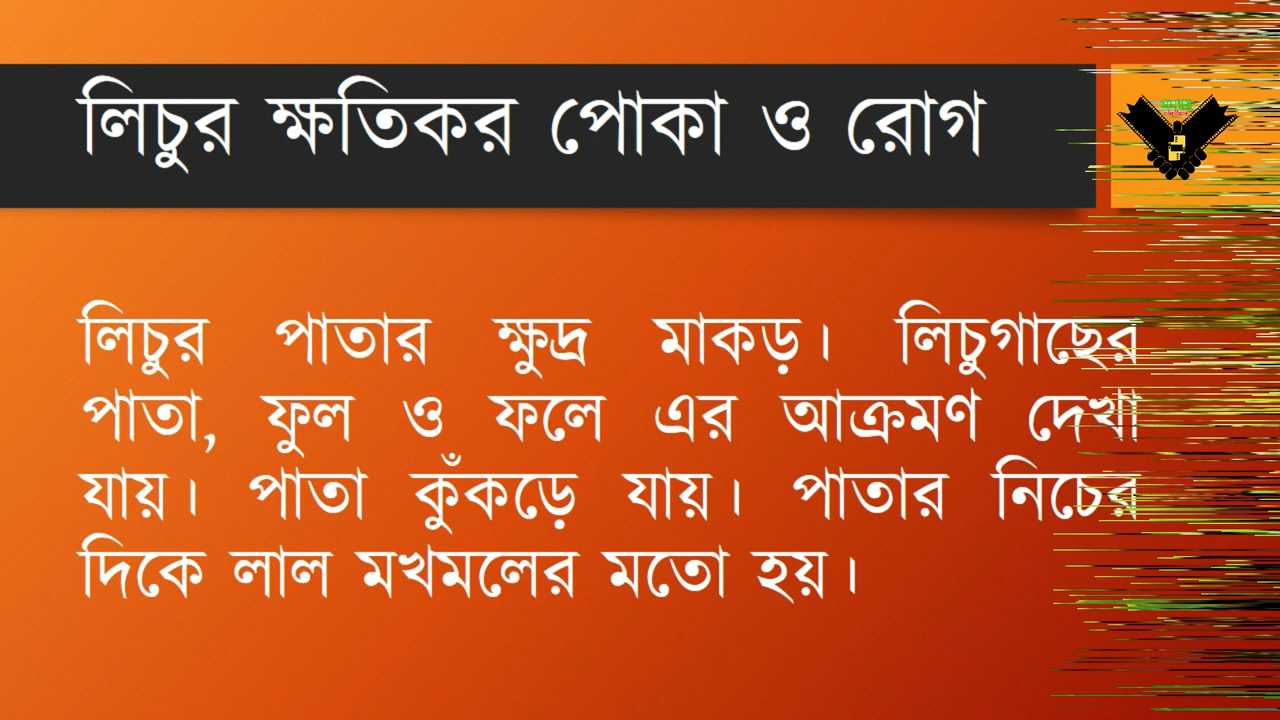 লিচুর ক্ষতিকর পোকা ও রোগ
লিচুর পাতার ক্ষুদ্র মাকড়। লিচুগাছের
পাতা, ফুল ও ফলে এর আক্রমণ দেখা
যায়। পাতা কুঁকড়ে যায়। পাতার নিচের
দিকে লাল মখমলের মতো হয়।